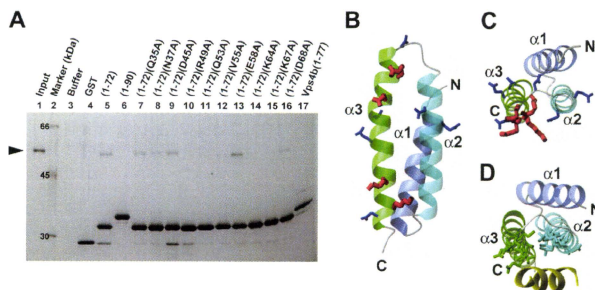 A
Input
Marker (kDa)
Buffer
GST
(1-72)
(1-90)
(1-72)(Q35A)
(1-72)(N37A)
(1-72)(D45A)
(1-72)(R49A)
(1-72)(Q53A)
(1-72)(V55A)
(1-72)(E58A)
(1-72)(K64A)
(1-72)(K67A)
(1-72)(D68A)
Vps4b(1-77)
1 2 3 4 5 6 7 8 9 10 11 12 13 14 15 16 17
66
45
30
B
N
α3
α1
α2
C
C
α1
N
α3
C
α2
D
α1
N
α3
α2
C